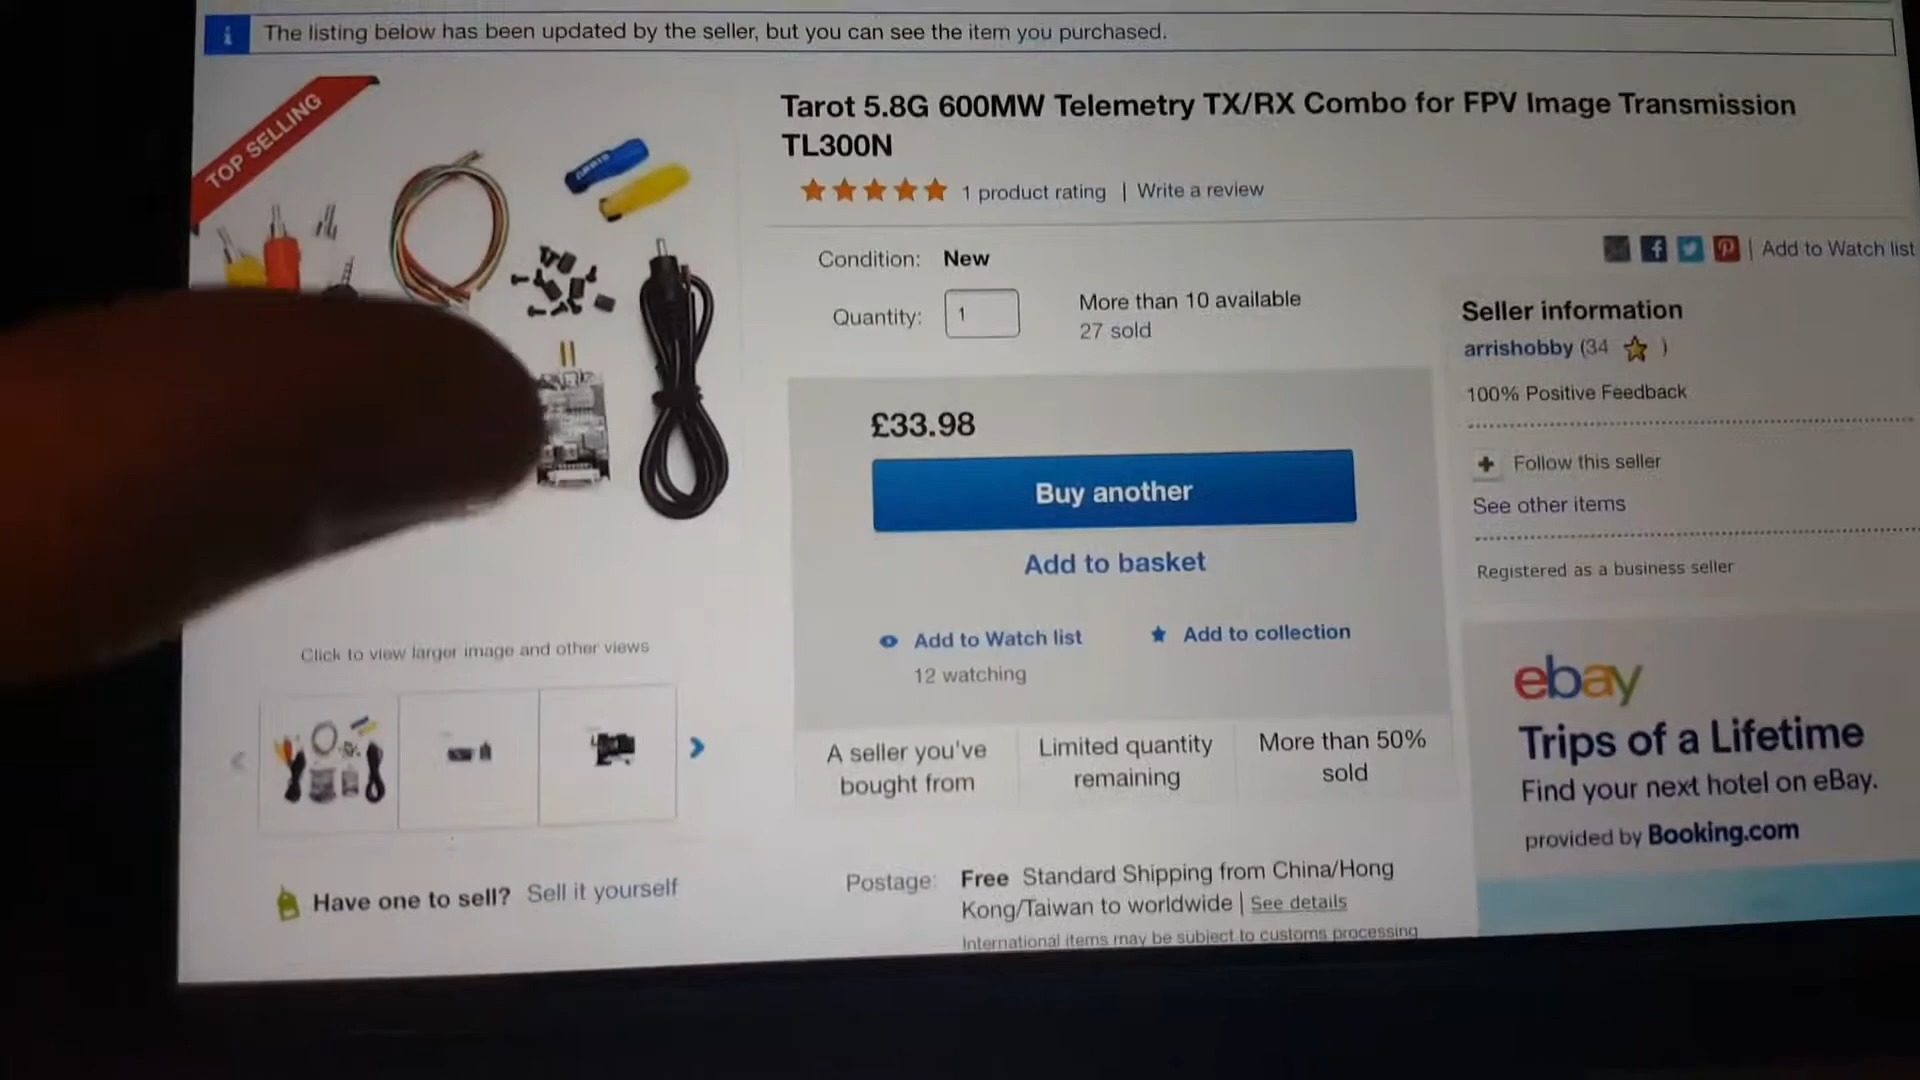 The listing below has been updated by the seller, but you can see the item you purchased.
TOP SELLING
ARRIS
Tarot 5.8G 600MW Telemetry TX/RX Combo for FPV Image Transmission
TL300N
1 product rating | Write a review
Add to Watch list
Condition: New
Quantity: 1
More than 10 available
27 sold
Seller information
arrishobby (34 )
100% Positive Feedback
Follow this seller
See other items
Registered as a business seller
£33.98
Buy another
Add to basket
Add to Watch list
Add to collection
12 watching
A seller you've
bought from
Limited quantity
remaining
More than 50%
sold
Click to view larger image and other views
Have one to sell? Sell it yourself
Postage: Free Standard Shipping from China/Hong
Kong/Taiwan to worldwide | See details
International items may be subject to customs processing
ebay
Trips of a Lifetime
Find your next hotel on eBay.
provided by Booking.com